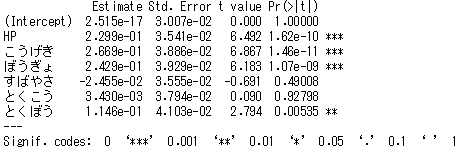 Estimate Std. Error t value Pr(>|t|)
(Intercept) 2.515e-17 3.007e-02 0.000 1.00000
HP 2.299e-01 3.541e-02 6.492 1.62e-10 ***
こうげき 2.669e-01 3.886e-02 6.867 1.46e-11 ***
ぼうぎょ 2.429e-01 3.929e-02 6.183 1.07e-09 ***
すばやさ -2.455e-02 3.555e-02 -0.691 0.49008
とくこう 3.430e-03 3.794e-02 0.090 0.92798
とくぼう 1.146e-01 4.103e-02 2.794 0.00535 **
---
Signif. codes: 0 ‘***’ 0.001 ‘**’ 0.01 ‘*’ 0.05 ‘.’ 0.1 ‘ ’ 1